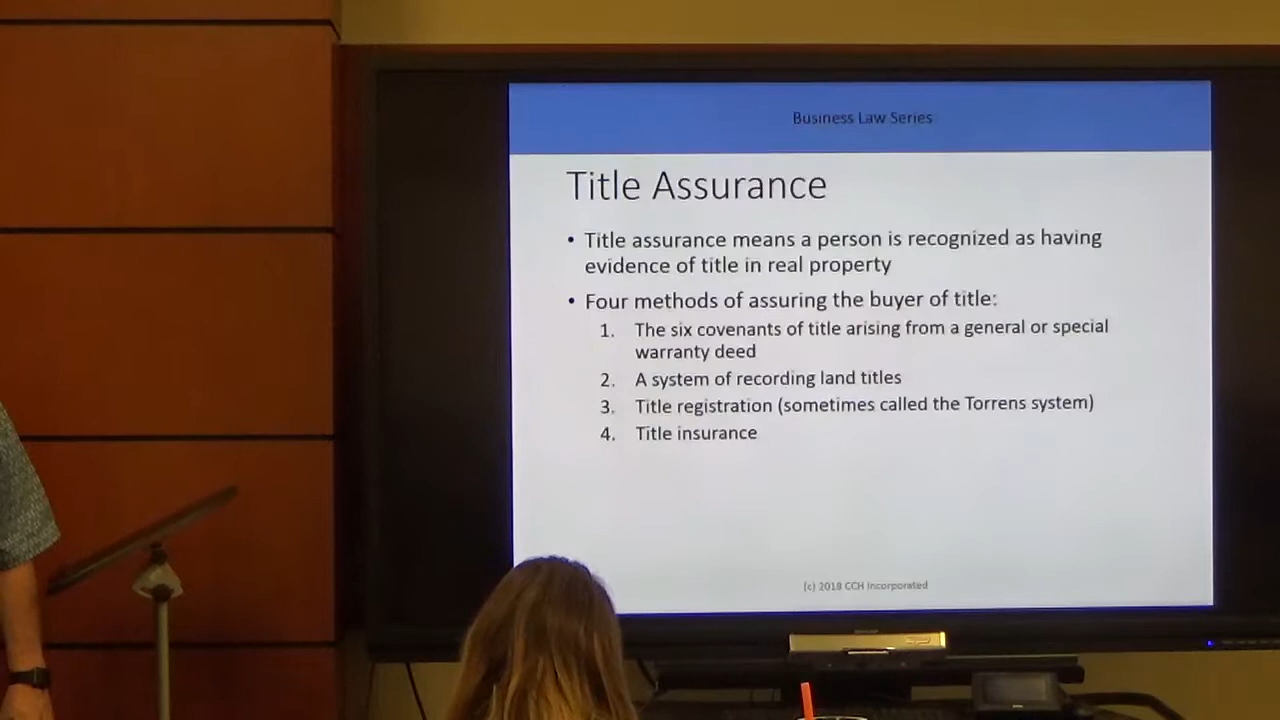 Business Law Series
Title Assurance
• Title assurance means a person is recognized as having
evidence of title in real property
• Four methods of assuring the buyer of title:
1. The six covenants of title arising from a general or special
warranty deed
2. A system of recording land titles
3. Title registration (sometimes called the Torrens system)
4. Title insurance
(c) 2018 CCH Incorporated